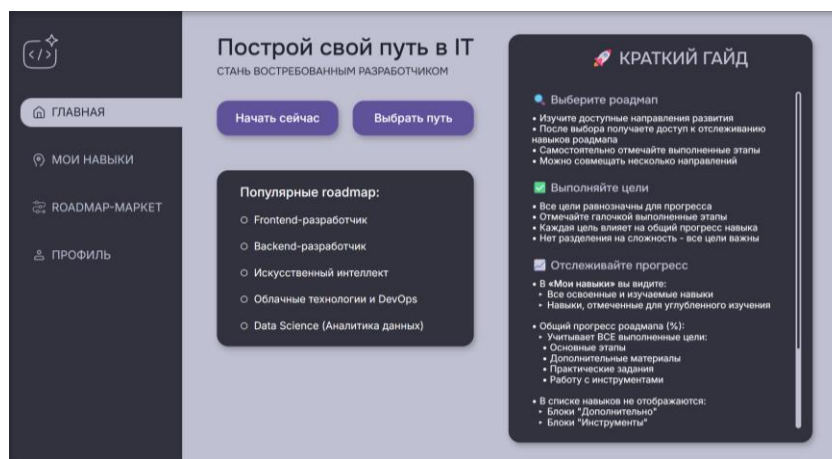 </>
ГЛАВНАЯ
МОИ НАВЫКИ
ROADMAP-МАРКЕТ
ПРОФИЛЬ
Построй свой путь в IT
СТАНЬ ВОСТРЕБОВАННЫМ РАЗРАБОТЧИКОМ
Начать сейчас
Выбрать путь
Популярные roadmap:
Frontend-разработчик
Backend-разработчик
Искусственный интеллект
Облачные технологии и DevOps
Data Science (Аналитика данных)
🚀 КРАТКИЙ ГАЙД
🔍 Выберите роадмап
• Изучите доступные направления развития
• После выбора получаете доступ к отслеживанию
навыков роадмапа
• Самостоятельно отмечайте выполненные этапы
• Можно совмещать несколько направлений
✅ Выполняйте цели
• Все цели равнозначны для прогресса
• Отмечайте галочкой выполненные этапы
• Каждая цель влияет на общий прогресс навыка
• Нет разделения на сложность - все цели важны
📈 Отслеживайте прогресс
• В «Мои навыки» вы видите:
‣ Все освоенные и изучаемые навыки
‣ Навыки, отмеченные для углубленного изучения
• Общий прогресс роадмапа (%):
‣ Учитывает ВСЕ выполненные цели:
• Основные этапы
• Дополнительные материалы
• Практические задания
• Работу с инструментами
• В списке навыков не отображаются:
‣ Блоки "Дополнительно"
‣ Блоки "Инструменты"